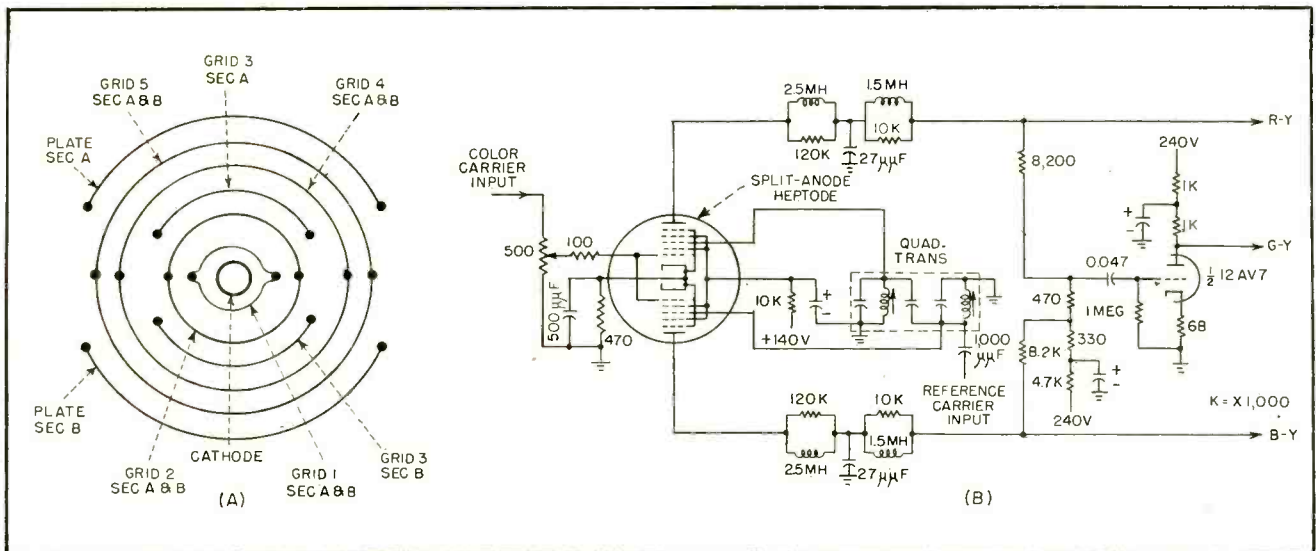 GRID 3
SEC A
GRID 5
SEC A & B
GRID 4
SEC A & B
PLATE
SEC A
PLATE
SEC B
GRID 2
SEC A & B
CATHODE
GRID 1
SEC A & B
GRID 3
SEC B
(A)
COLOR
CARRIER
INPUT
500
100
500 µµF
470
2.5MH
120K
27µµF
1.5MH
10K
SPLIT-ANODE
HEPTODE
QUAD-
TRANS
10K
+
-
+140V
1,000
µµF
REFERENCE
CARRIER
INPUT
120K
2.5MH
27µµF
10K
1.5MH
R-Y
8,200
240V
1K
+
-
1K
G-Y
0.047
½ 12AV7
470
1 MEG
68
330
8.2K
+
-
4.7K
240V
K = X 1,000
B-Y
(B)